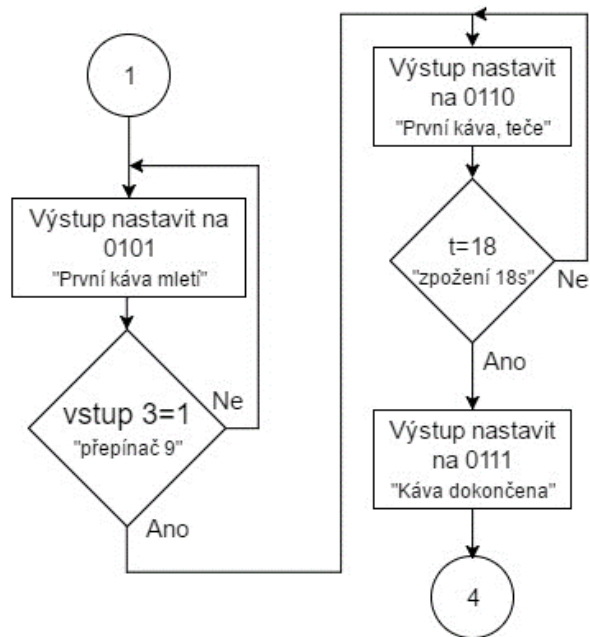 1
Výstup nastavit na
0101
"První káva mletí"
vstup 3=1
"přepínač 9"
Ne
Ano
Výstup nastavit
na 0110
"První káva, teče"
t=18
"zpožení 18s"
Ne
Ano
Výstup nastavit
na 0111
"Káva dokončena"
4